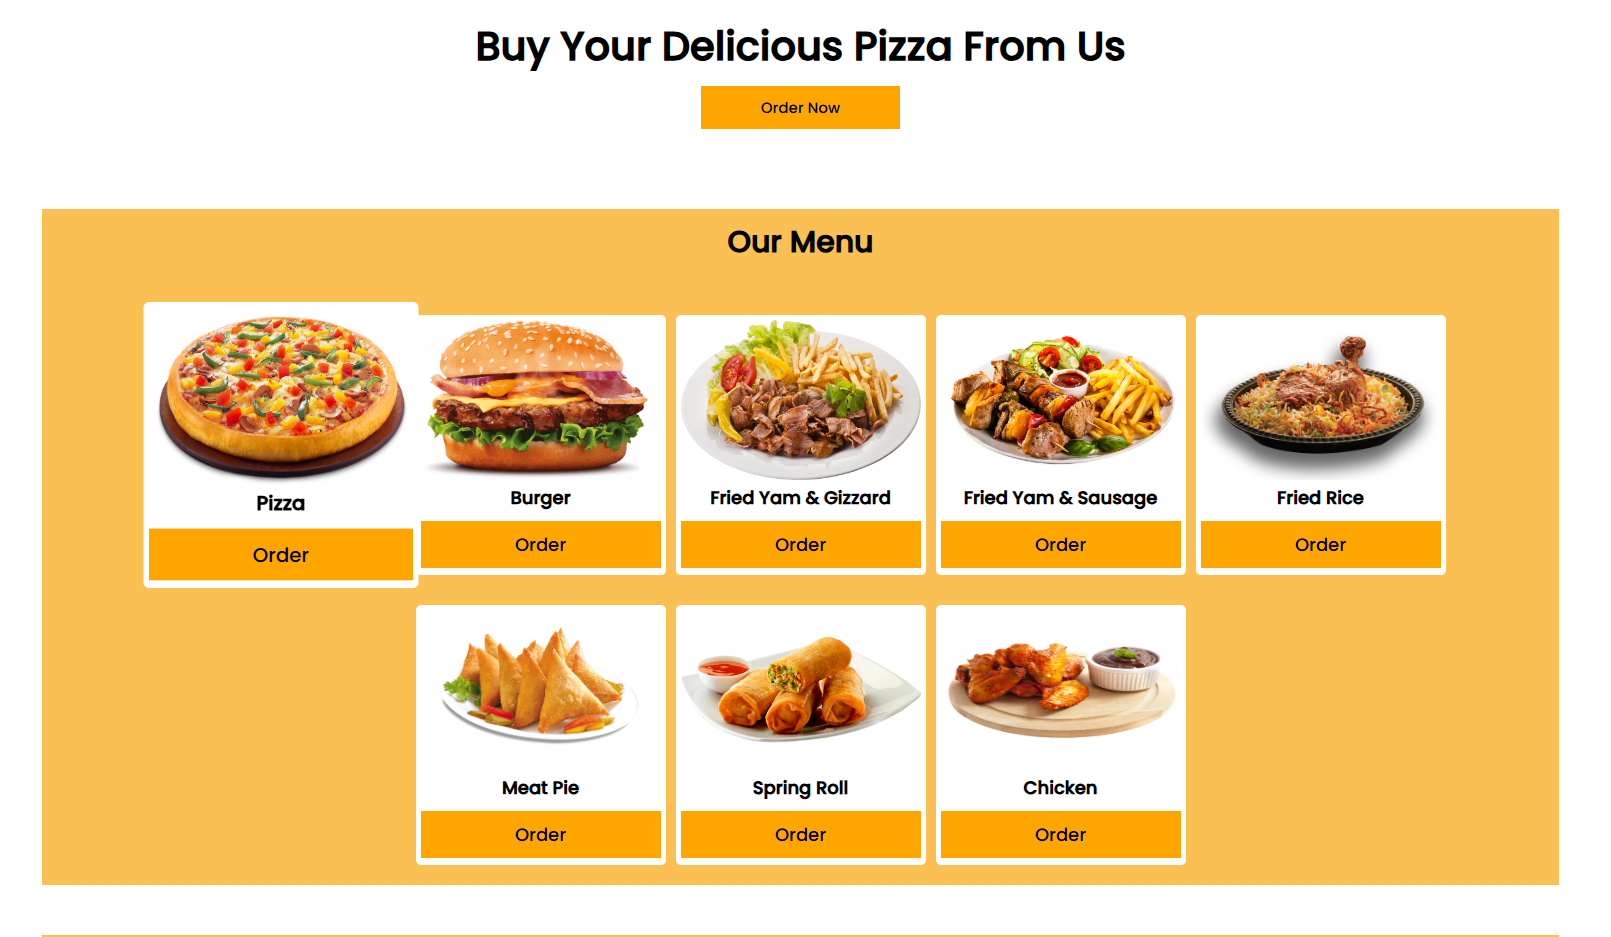 Buy Your Delicious Pizza From Us
Order Now
Our Menu
Pizza
Order
Burger
Order
Fried Yam & Gizzard
Order
Fried Yam & Sausage
Order
Fried Rice
Order
Meat Pie
Order
Spring Roll
Order
Chicken
Order